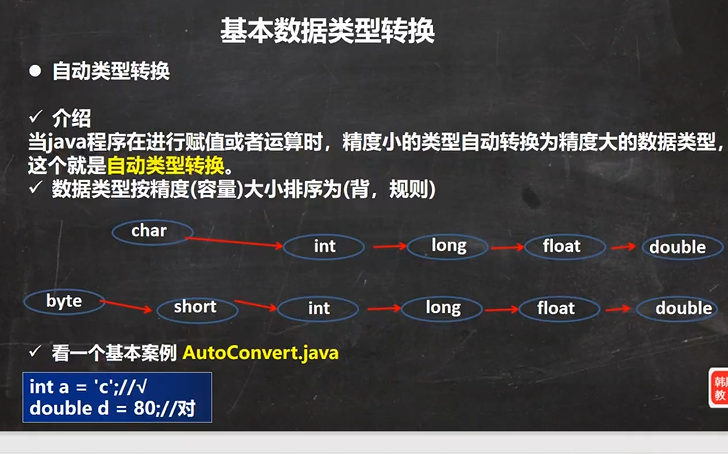 基本数据类型转换
● 自动类型转换
✓ 介绍
当java程序在进行赋值或者运算时，精度小的类型自动转换为精度大的数据类型，
这个就是自动类型转换。
✓ 数据类型按精度(容量)大小排序为(背，规则)
char
int long float double
byte short int long float double
✓ 看一个基本案例 AutoConvert.java
int a = 'c';//√
double d = 80;//对
教